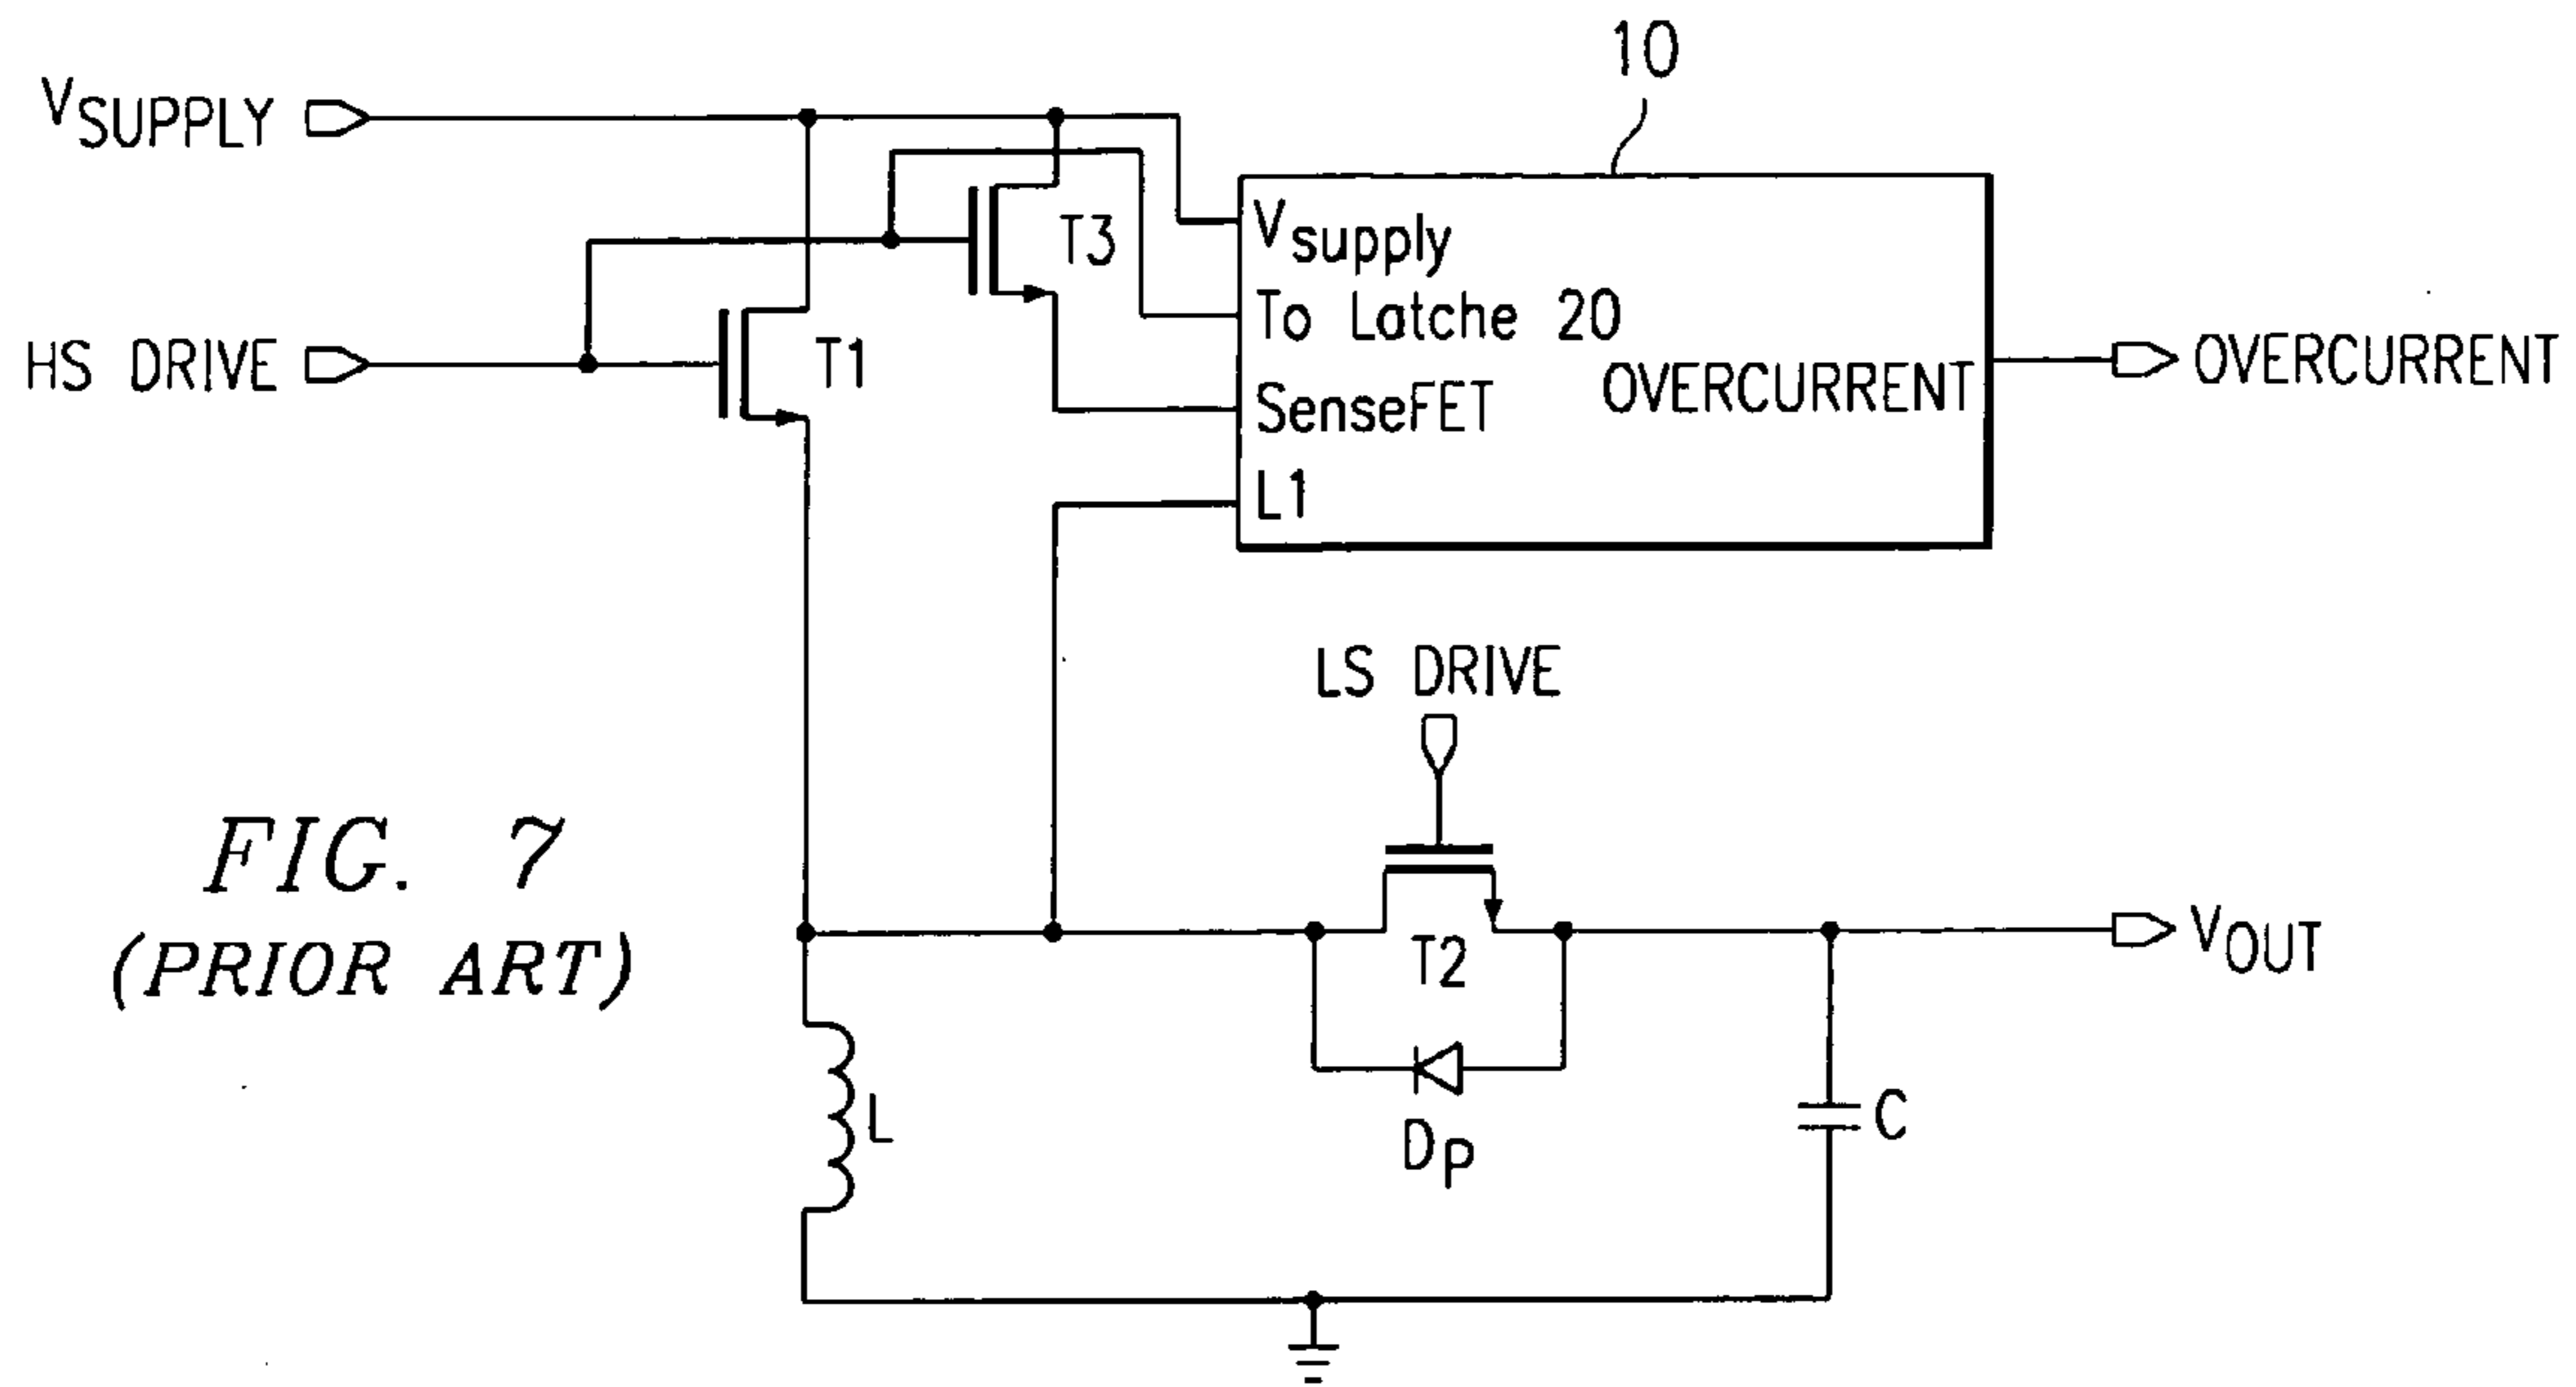 10
VSUPPLY
Vsupply
T3
To Latche 20
HS DRIVE
T1
SenseFET
OVERCURRENT
OVERCURRENT
L1
LS DRIVE
FIG. 7
(PRIOR ART)
T2
VOUT
L
DP
C